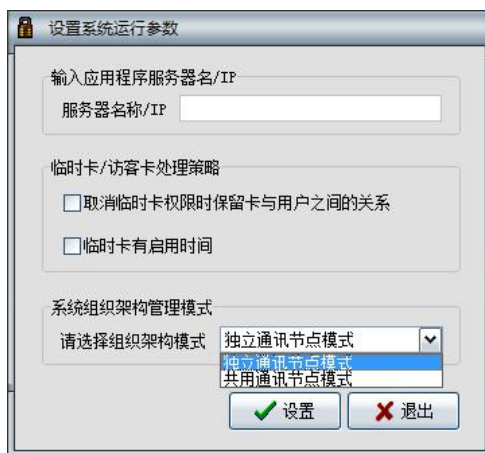 设置系统运行参数
输入应用程序服务器名/IP
服务器名称/IP
临时卡/访客卡处理策略
取消临时卡权限时保留卡与用户之间的关系
临时卡有启用时间
系统组织架构管理模式
请选择组织架构模式 独立通讯节点模式
独立通讯节点模式
共用通讯节点模式
设置 退出